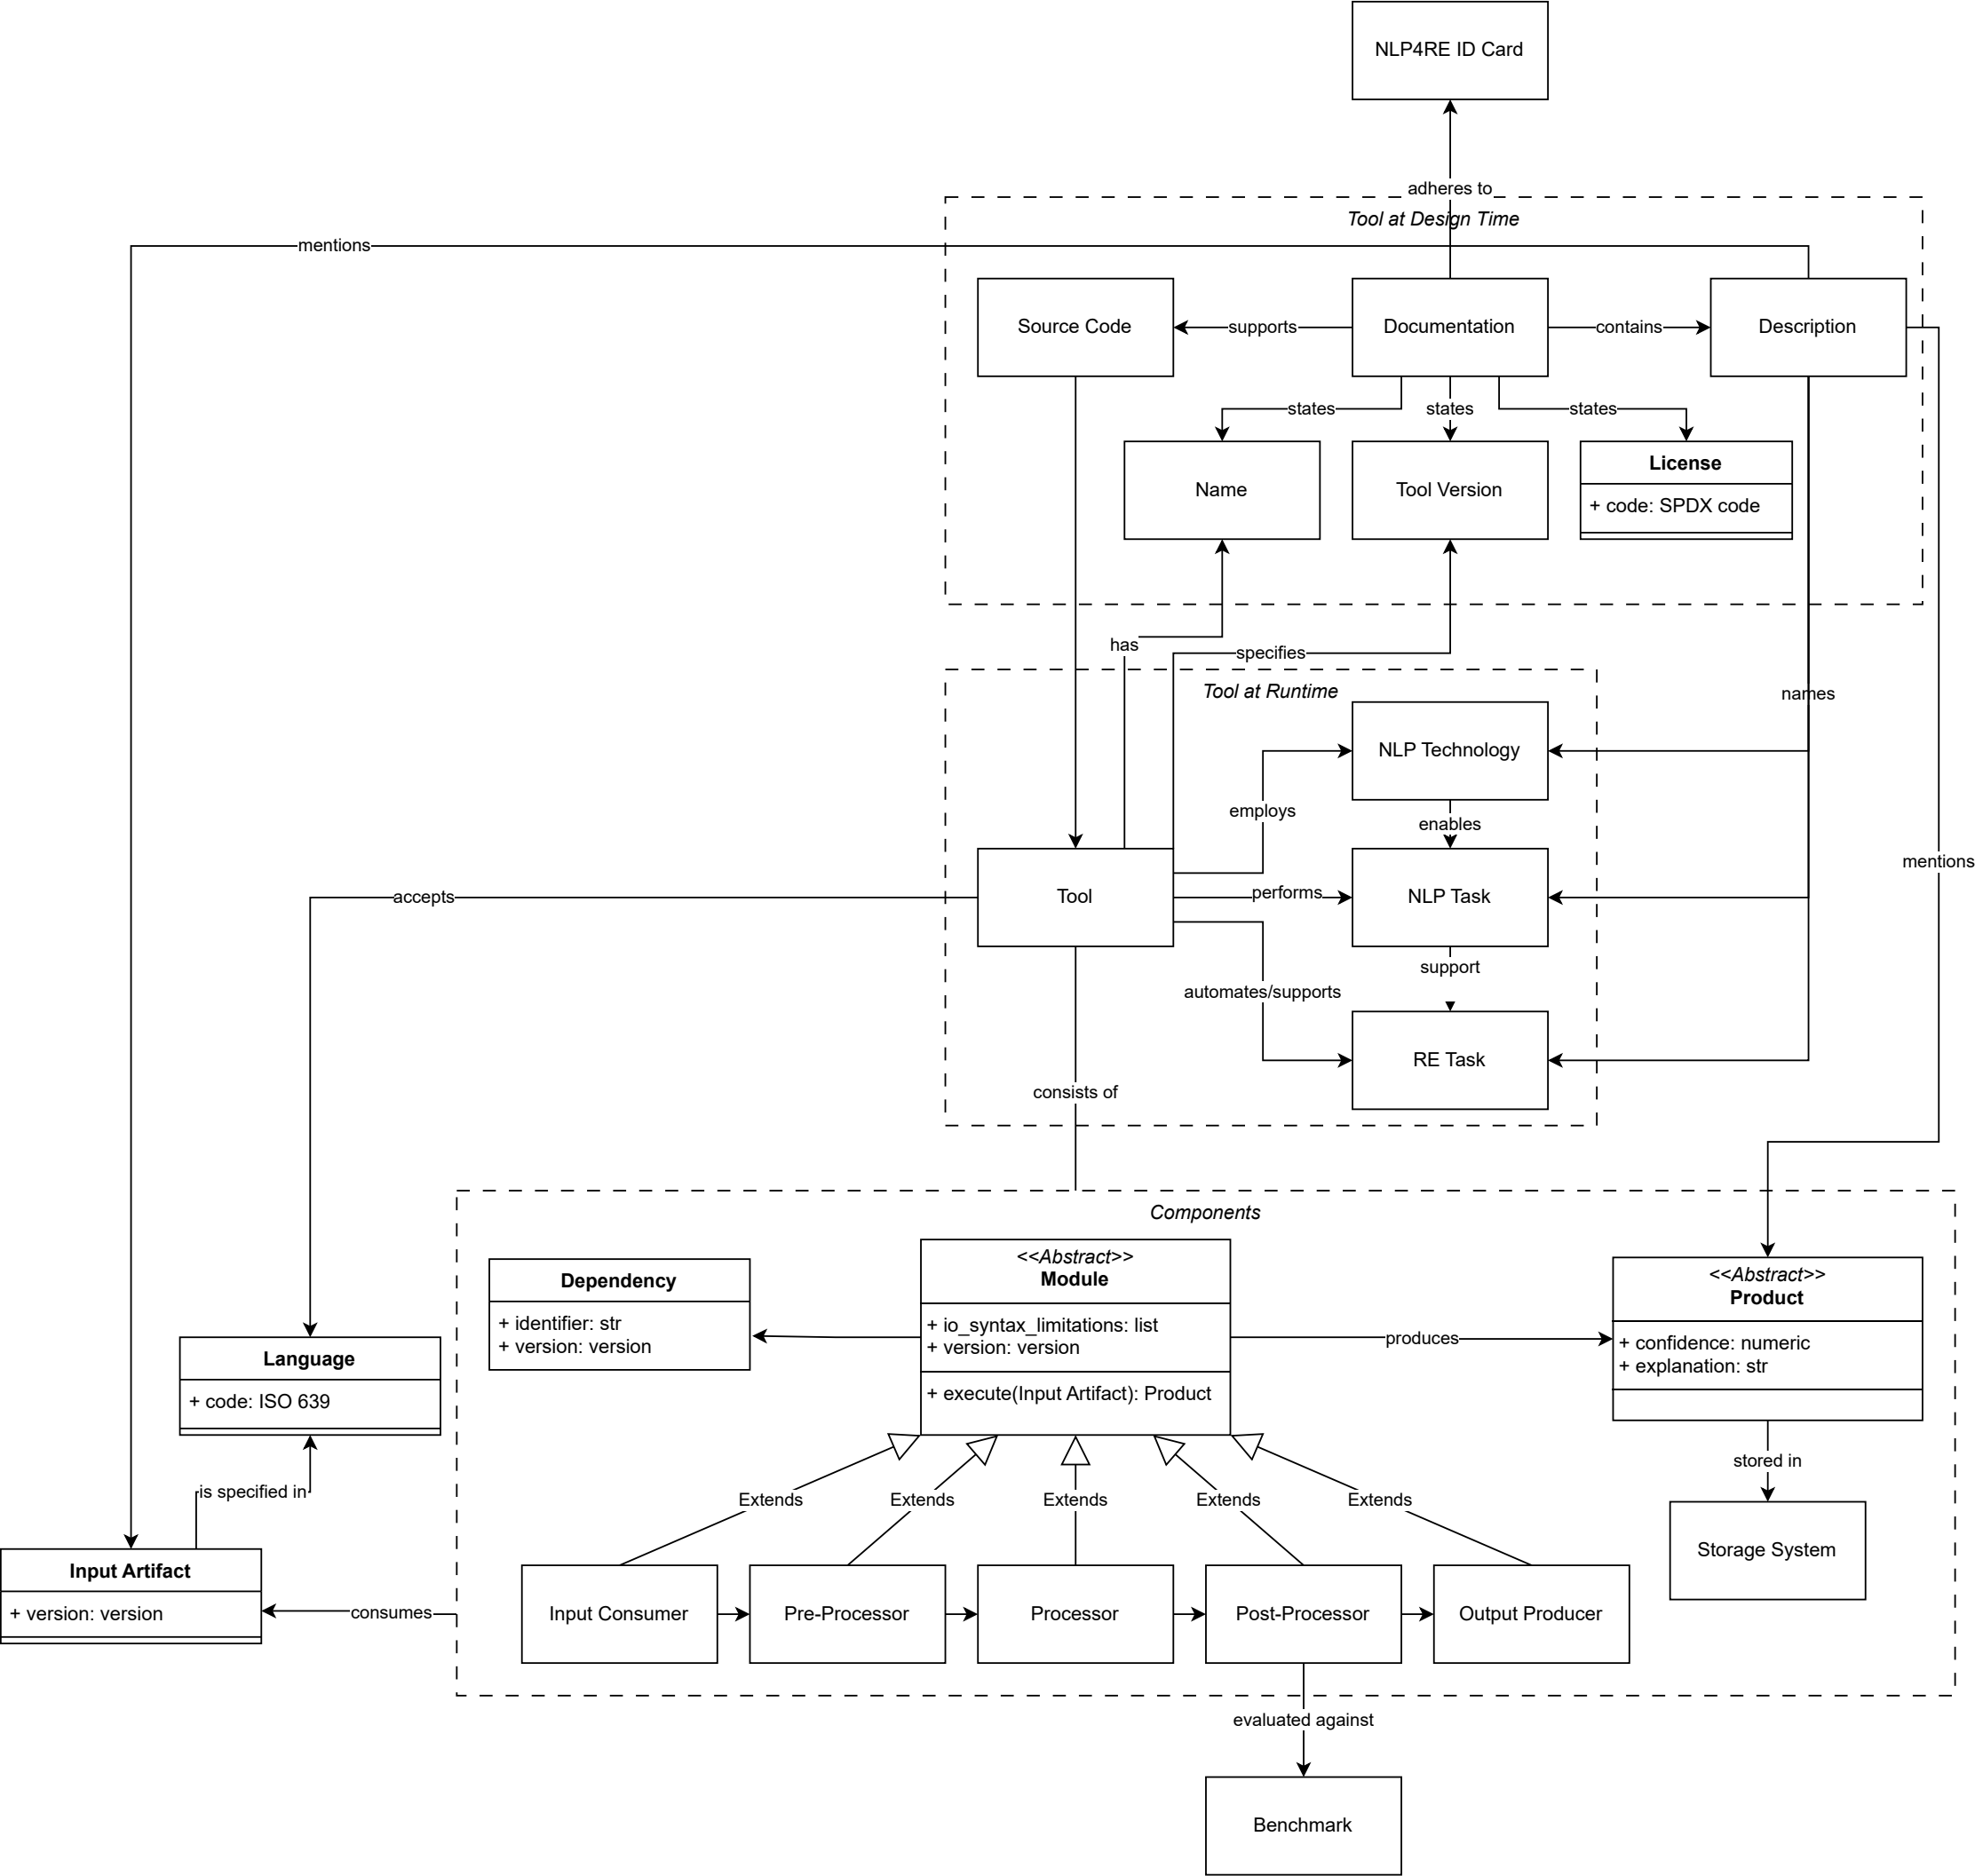 NLP4RE ID Card
adheres to
Tool at Design Time
mentions
Source Code
supports
Documentation
contains
Description
states
states
states
Name
Tool Version
License
+ code: SPDX code
has
specifies
Tool at Runtime
names
NLP Technology
employs
enables
mentions
Tool
performs
NLP Task
accepts
support
automates/supports
RE Task
consists of
Components
<<Abstract>>
Module
+ io_syntax_limitations: list
+ version: version
+ execute(Input Artifact): Product
Dependency
+ identifier: str
+ version: version
produces
<<Abstract>>
Product
+ confidence: numeric
+ explanation: str
Language
+ code: ISO 639
stored in
is specified in
Extends
Extends
Extends
Extends
Extends
Storage System
Input Artifact
+ version: version
consumes
Input Consumer
Pre-Processor
Processor
Post-Processor
Output Producer
evaluated against
Benchmark